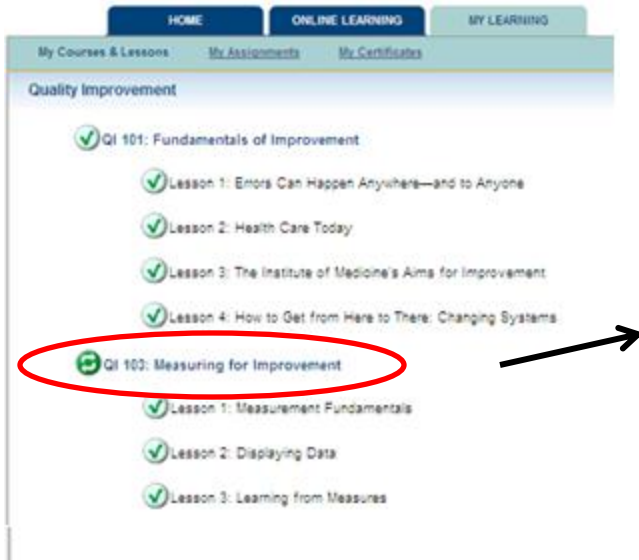 HOME ONLINE LEARNING MY LEARNING
My Courses & Lessons My Assignments My Certificates
Quality Improvement
QI 101: Fundamentals of Improvement
Lesson 1: Errors Can Happen Anywhere—and to Anyone
Lesson 2: Health Care Today
Lesson 3: The Institute of Medicine's Aims for Improvement
Lesson 4: How to Get from Here to There: Changing Systems
QI 103: Measuring for Improvement
Lesson 1: Measurement Fundamentals
Lesson 2: Displaying Data
Lesson 3: Learning from Measures